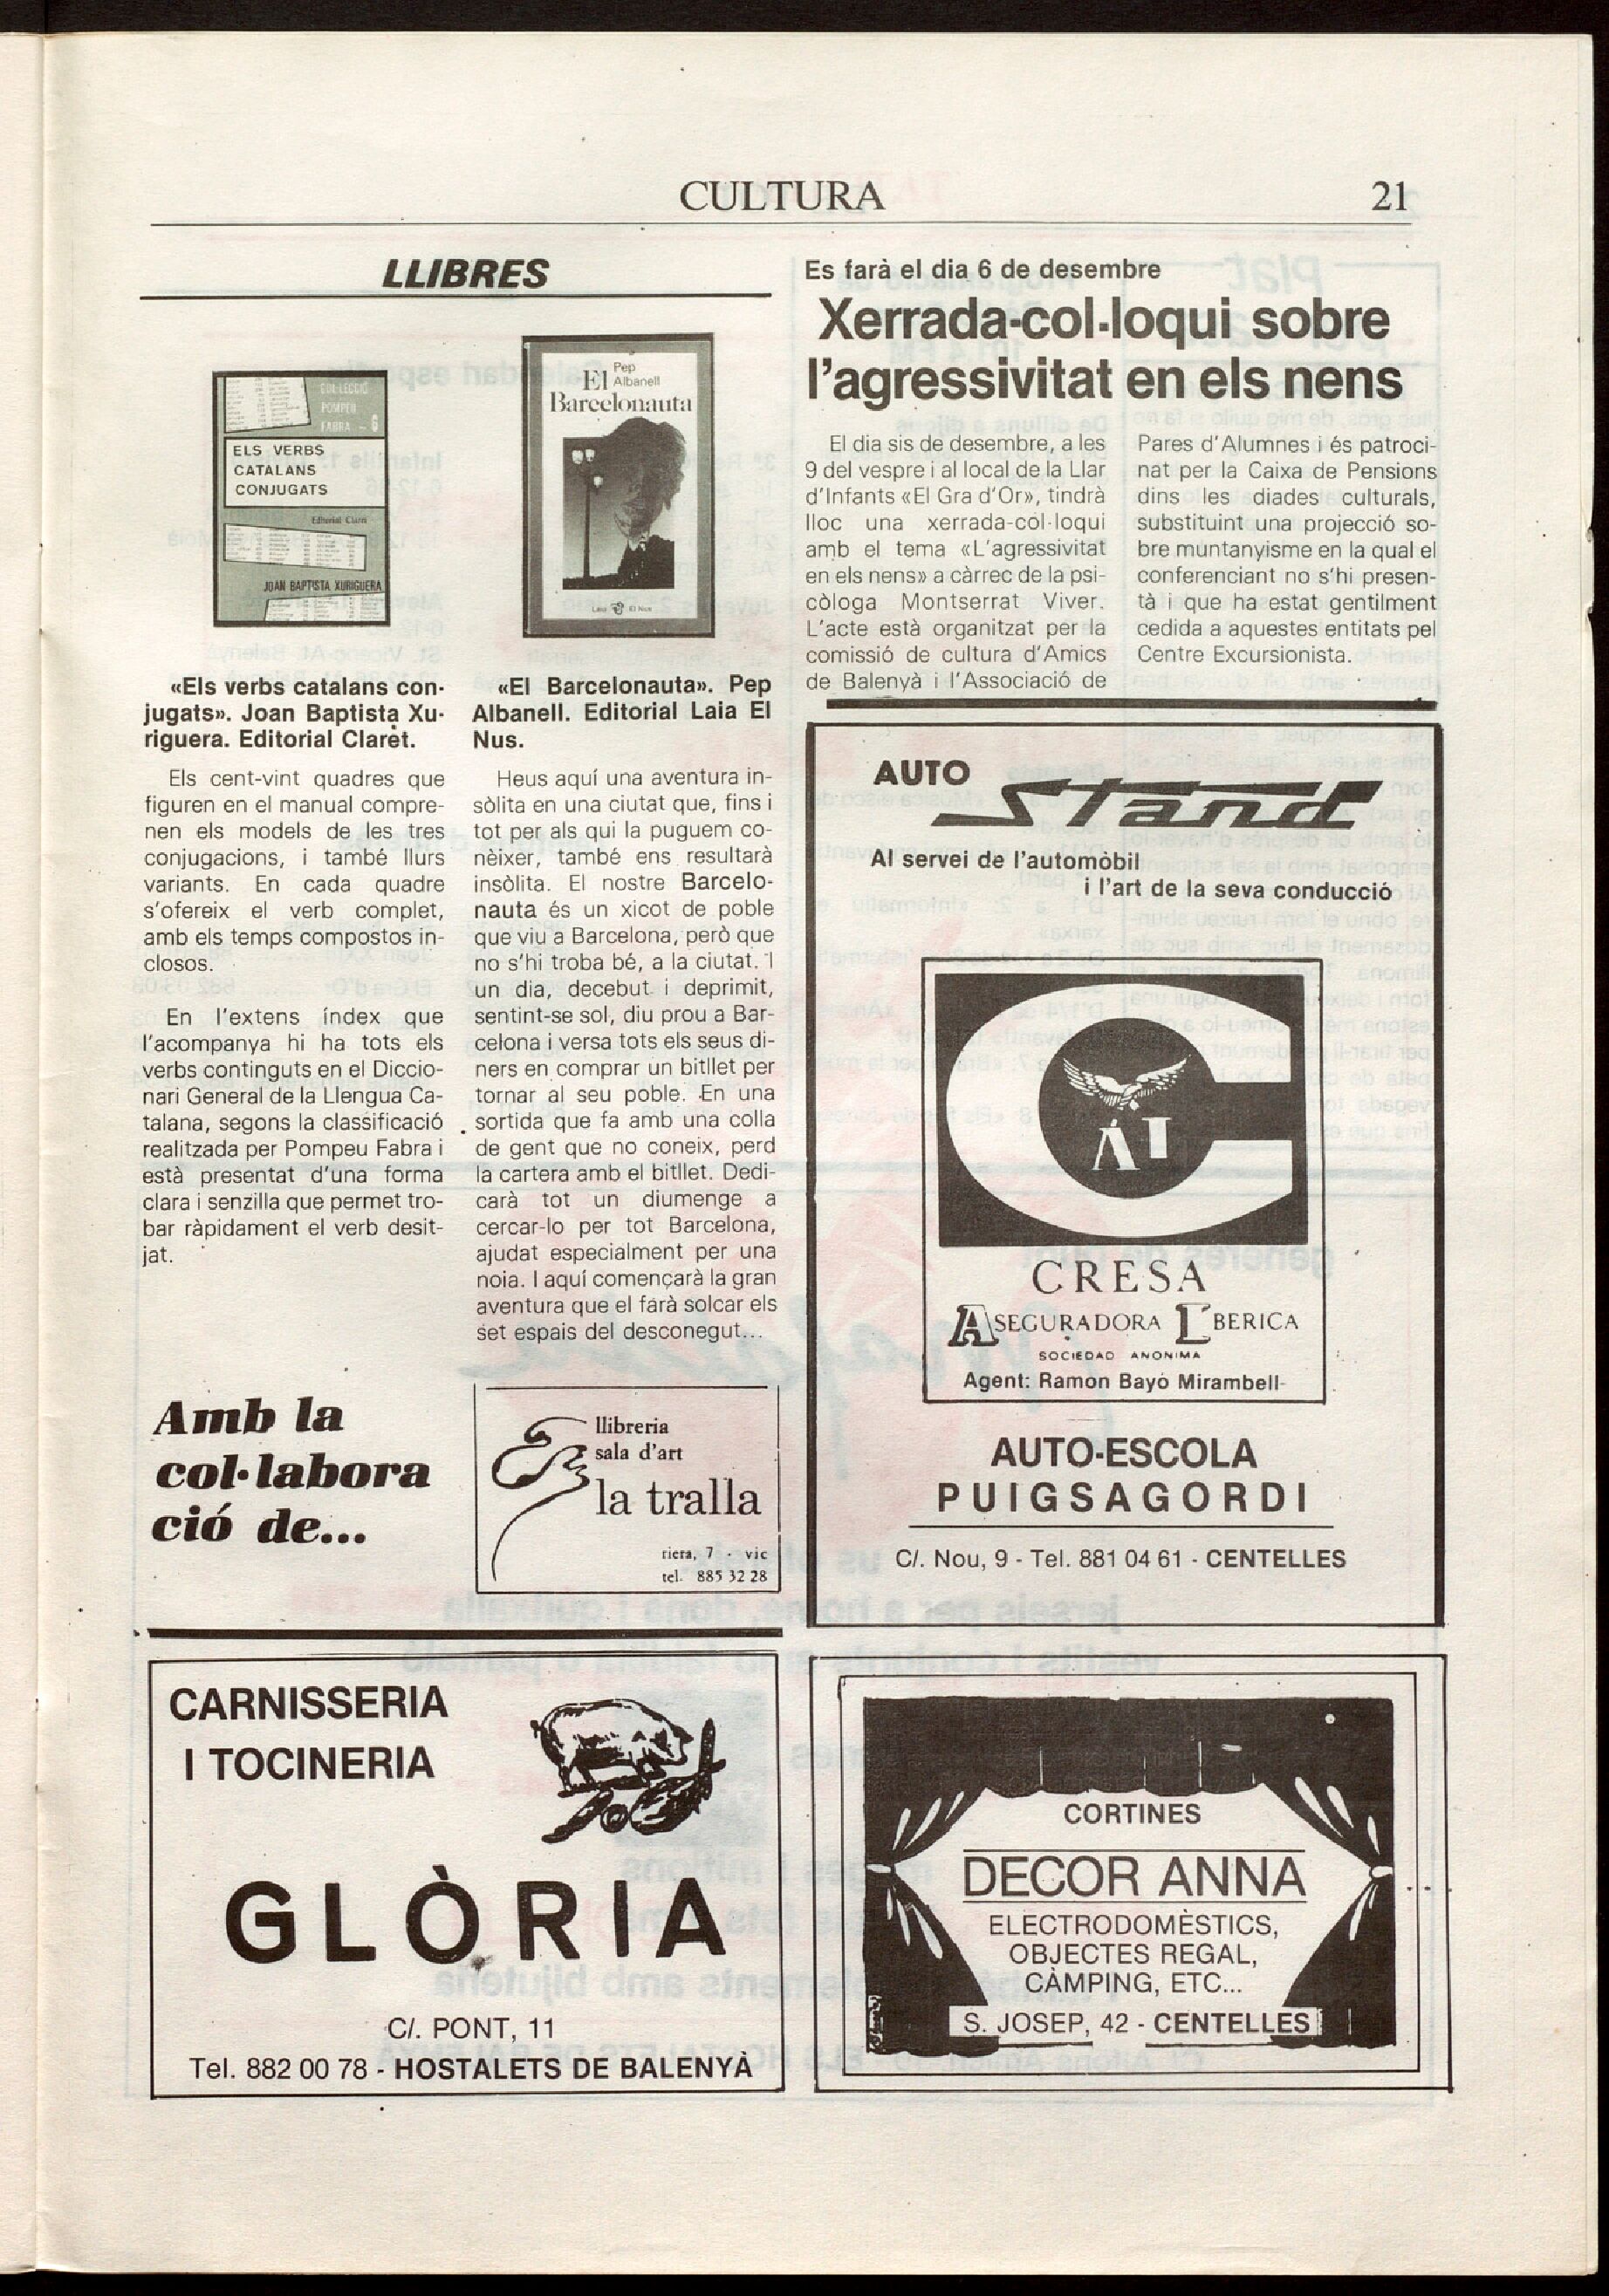 CULTURA
21
LLIBRES
COL·LECCIÓ
POMPEU
FABRA - 6
ELS VERBS
CATALANS
CONJUGATS
Editorial Claret
JOAN BAPTISTA XURIGUERA
Pep
El Albanell
Barcelonauta
Laia El Nus
«Els verbs catalans con-
jugats». Joan Baptista Xu-
riguera. Editorial Claret.
Els cent-vint quadres que
figuren en el manual compre-
nen els models de les tres
conjugacions, i també llurs
variants. En cada quadre
s'ofereix el verb complet,
amb els temps compostos in-
closos.
En l'extens índex que
l'acompanya hi ha tots els
verbs continguts en el Diccio-
nari General de la Llengua Ca-
talana, segons la classificació
realitzada per Pompeu Fabra i
està presentat d'una forma
clara i senzilla que permet tro-
bar ràpidament el verb desit-
jat.
«El Barcelonauta». Pep
Albanell. Editorial Laia El
Nus.
Heus aquí una aventura in-
sòlita en una ciutat que, fins i
tot per als qui la puguem co-
nèixer, també ens resultarà
insòlita. El nostre Barcelo-
nauta és un xicot de poble
que viu a Barcelona, però que
no s'hi troba bé, a la ciutat. I
un dia, decebut i deprimit,
sentint-se sol, diu prou a Bar-
celona i versa tots els seus di-
ners en comprar un bitllet per
tornar al seu poble. En una
sortida que fa amb una colla
de gent que no coneix, perd
la cartera amb el bitllet. Dedi-
carà tot un diumenge a
cercar-lo per tot Barcelona,
ajudat especialment per una
noia. I aquí començarà la gran
aventura que el farà solcar els
set espais del desconegut...
Amb la
col·labora
ció de...
llibreria
sala d'art
la tralla
riera, 7 - vic
tel. 885 32 28
Es farà el dia 6 de desembre
Xerrada-col·loqui sobre
l'agressivitat en els nens
El dia sis de desembre, a les
9 del vespre i al local de la Llar
d'Infants «El Gra d'Or», tindrà
lloc una xerrada-col·loqui
amb el tema «L'agressivitat
en els nens» a càrrec de la psi-
còloga Montserrat Viver.
L'acte està organitzat per la
comissió de cultura d'Amics
de Balenyà i l'Associació de
Pares d'Alumnes i és patroci-
nat per la Caixa de Pensions
dins les diades culturals,
substituint una projecció so-
bre muntanyisme en la qual el
conferenciant no s'hi presen-
tà i que ha estat gentilment
cedida a aquestes entitats pel
Centre Excursionista.
AUTO
Stand
Al servei de l'automòbil
i l'art de la seva conducció
AI
CRESA
ASEGURADORA IBERICA
SOCIEDAD ANONIMA
Agent: Ramon Bayó Mirambell
AUTO-ESCOLA
PUIGSAGORDI
C/. Nou, 9 - Tel. 881 04 61 - CENTELLES
CARNISSERIA
I TOCINERIA
GLÒRIA
C/. PONT, 11
Tel. 882 00 78 - HOSTALETS DE BALENYÀ
CORTINES
DECOR ANNA
ELECTRODOMÈSTICS,
OBJECTES REGAL,
CÀMPING, ETC...
S. JOSEP, 42 - CENTELLES